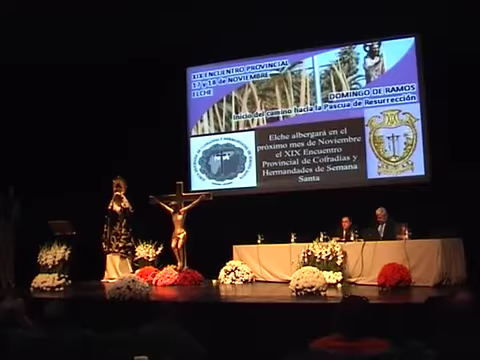 XIX ENCUENTRO PROVINCIAL
17 y 18 de NOVIEMBRE
ELCHE
DOMINGO DE RAMOS
Inicio del camino hacia la Pascua de Resurrección
Elche albergará en el
próximo mes de Noviembre
el XIX Encuentro
Provincial de Cofradías y
Hermandades de Semana
Santa